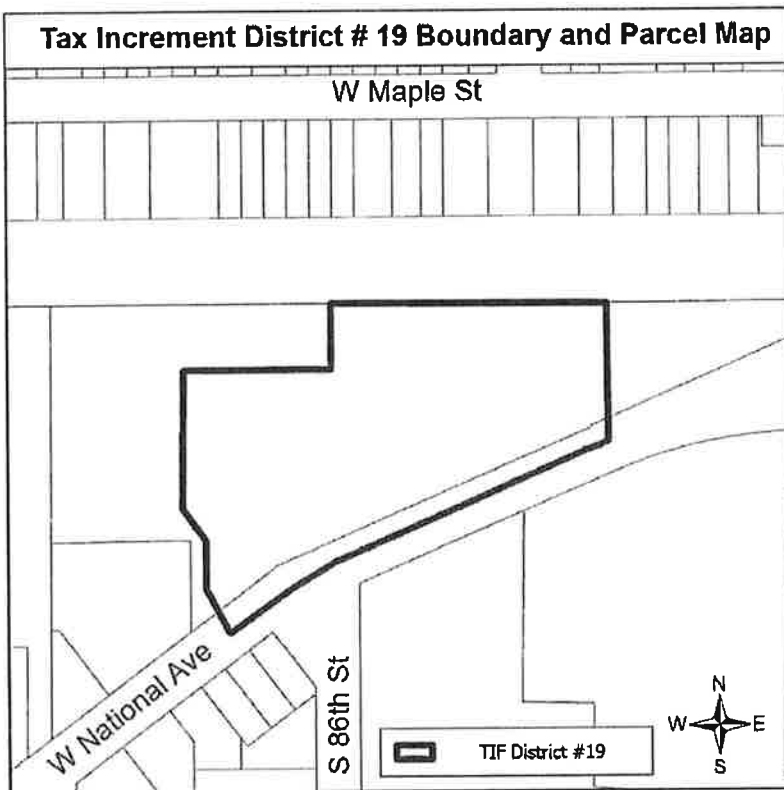 Tax Increment District # 19 Boundary and Parcel Map
W Maple St
W National Ave
S 86th St
N
W E
S
TIF District #19